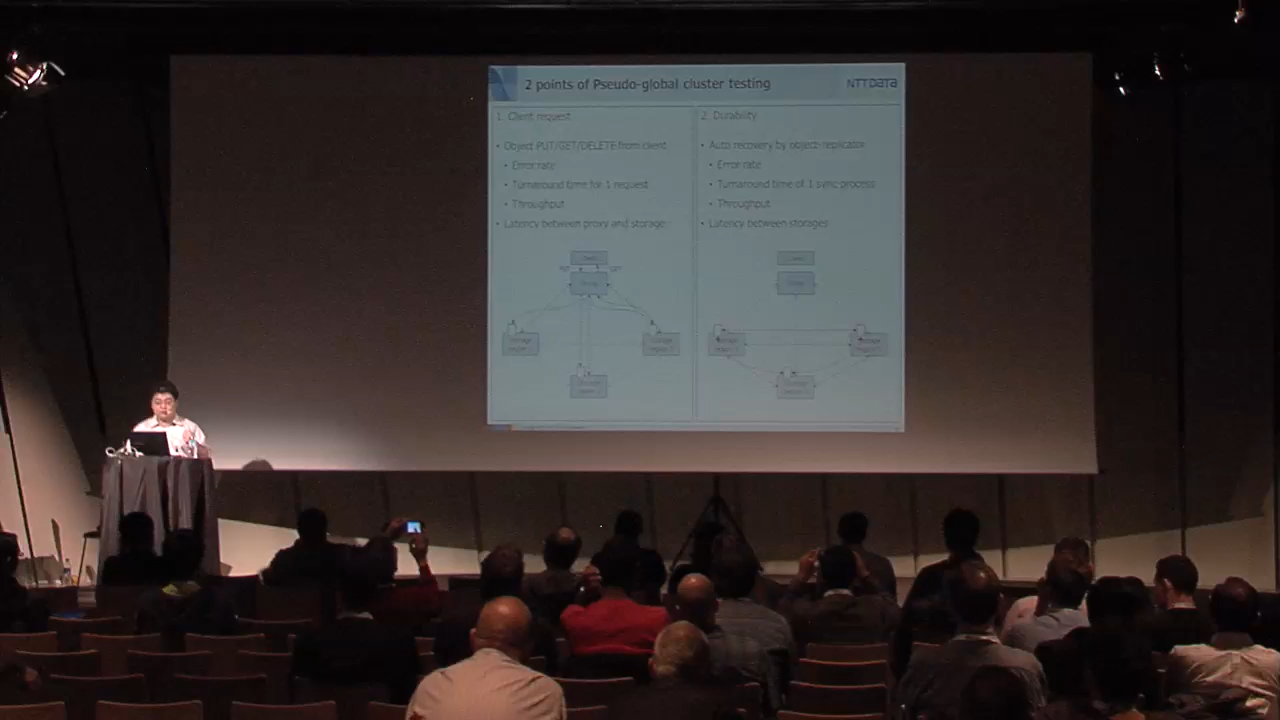 2 points of Pseudo-global cluster testing
NTTDATA
1. Client request
• Object PUT/GET/DELETE from client
• Error rate
• Turnaround time for 1 request
• Throughput
• Latency between proxy and storage
2. Durability
• Auto recovery by object-replicator
• Error rate
• Turnaround time of 1 sync process
• Throughput
• Latency between storages